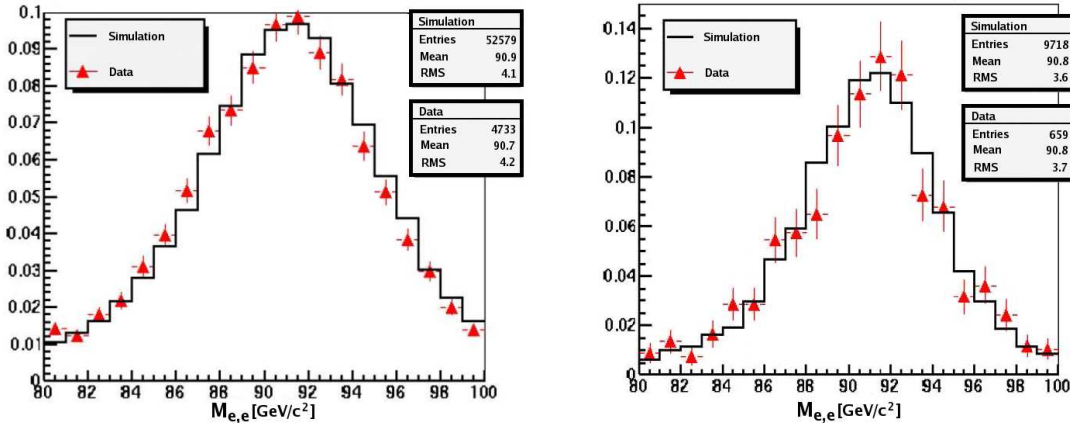 0.1
0.09
0.08
0.07
0.06
0.05
0.04
0.03
0.02
0.01
0
Simulation
Data
Simulation
Entries 52579
Mean 90.9
RMS 4.1
Data
Entries 4733
Mean 90.7
RMS 4.2
80 82 84 86 88 90 92 94 96 98 100
M_e,e [GeV/c²]
0.14
0.12
0.1
0.08
0.06
0.04
0.02
0
Simulation
Data
Simulation
Entries 9718
Mean 90.8
RMS 3.6
Data
Entries 659
Mean 90.8
RMS 3.7
80 82 84 86 88 90 92 94 96 98 100
M_e,e [GeV/c²]